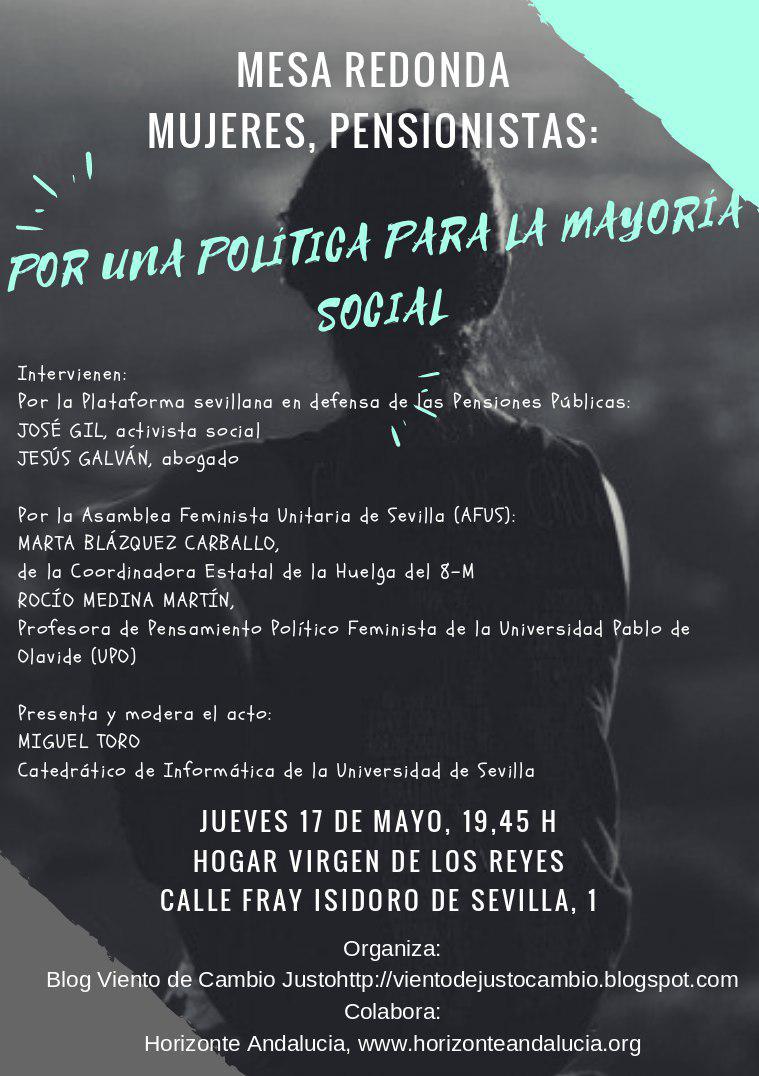 MESA REDONDA
MUJERES, PENSIONISTAS:
POR UNA POLÍTICA PARA LA MAYORÍA
SOCIAL
Intervienen:
Por la Plataforma sevillana en defensa de las Pensiones Públicas:
JOSÉ GIL, activista social
JESÚS GALVÁN, abogado
Por la Asamblea Feminista Unitaria de Sevilla (AFUS):
MARTA BLÁZQUEZ CARBALLO,
de la Coordinadora Estatal de la Huelga del 8-M
ROCÍO MEDINA MARTÍN,
Profesora de Pensamiento Político Feminista de la Universidad Pablo de
Olavide (UPO)
Presenta y modera el acto:
MIGUEL TORO
Catedrático de Informática de la Universidad de Sevilla
JUEVES 17 DE MAYO, 19,45 H
HOGAR VIRGEN DE LOS REYES
CALLE FRAY ISIDORO DE SEVILLA, 1
Organiza:
Blog Viento de Cambio Justohttp://vientodejustocambio.blogspot.com
Colabora:
Horizonte Andalucia, www.horizonteandalucia.org